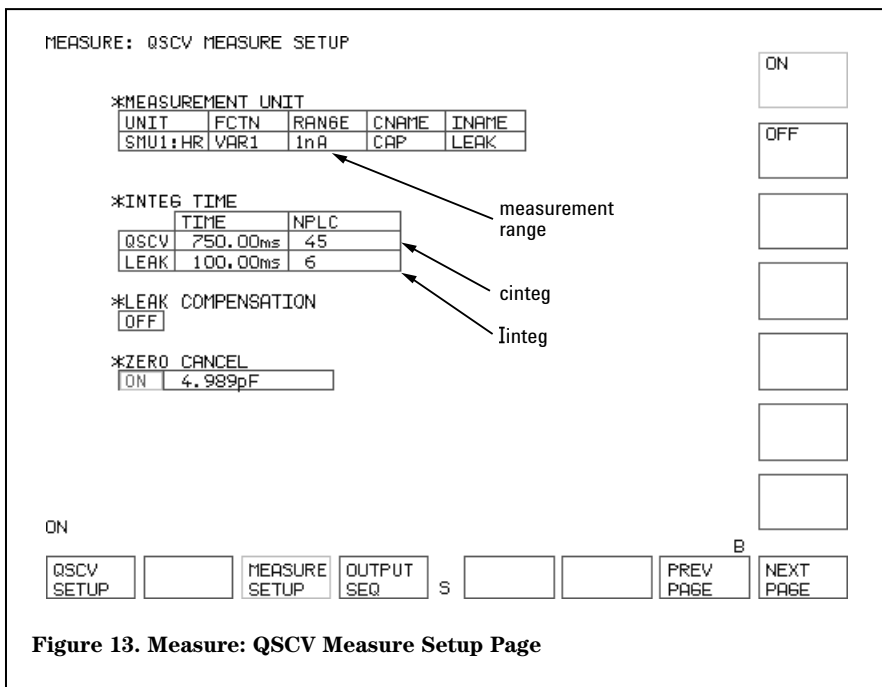 MEASURE: QSCV MEASURE SETUP
ON
*MEASUREMENT UNIT
UNIT FCTN RANGE CNAME INAME
SMU1:HR VAR1 1nA CAP LEAK
OFF
*INTEG TIME
TIME NPLC
QSCV 750.00ms 45
LEAK 100.00ms 6
measurement
range
cinteg
Iinteg
*LEAK COMPENSATION
OFF
*ZERO CANCEL
ON 4.989pF
ON
B
QSCV SETUP
MEASURE SETUP
OUTPUT SEQ
S
PREV PAGE
NEXT PAGE
Figure 13. Measure: QSCV Measure Setup Page